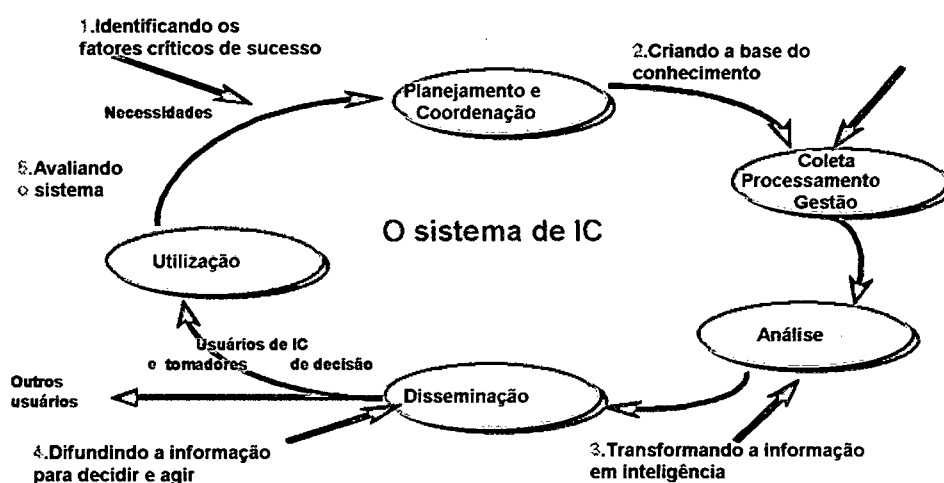 1.Identificando os
fatores críticos de sucesso
2.Criando a base do
conhecimento
Planejamento e
Coordenação
Necessidades
Coleta
Processamento
Gestão
5.Avaliando
o sistema
O sistema de IC
Utilização
Análise
Usuários de IC
e tomadores de decisão
Outros
usuários
Disseminação
4.Difundindo a informação
para decidir e agir
3.Transformando a informação
em inteligência